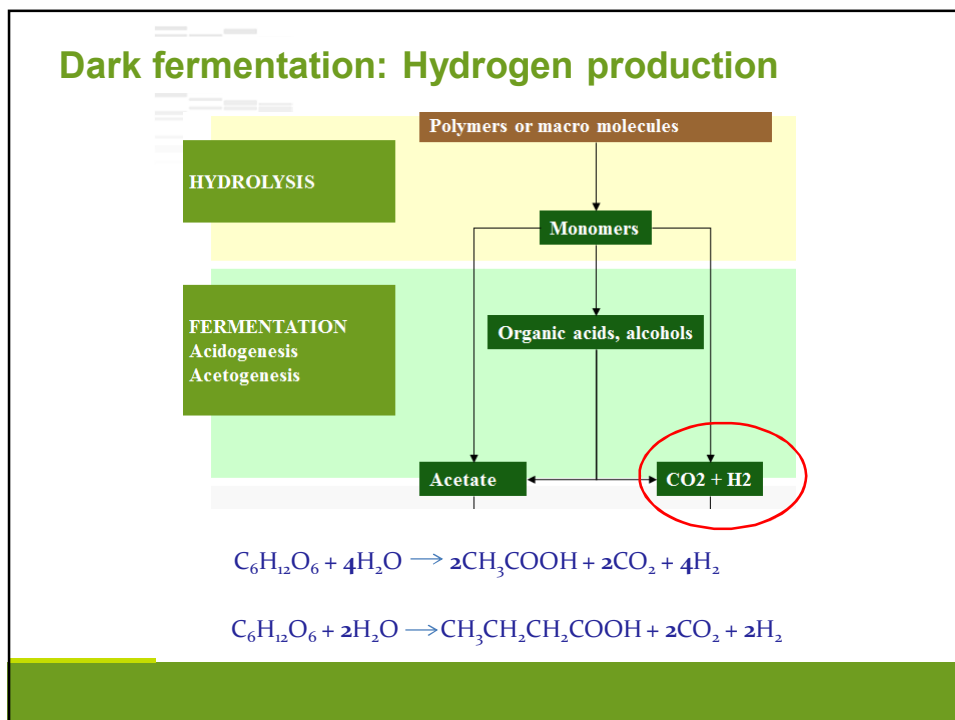 Dark fermentation: Hydrogen production
Polymers or macro molecules
HYDROLYSIS
Monomers
FERMENTATION
Acidogenesis
Acetogenesis
Organic acids, alcohols
Acetate
CO2 + H2
C₆H₁₂O₆ + 4H₂O → 2CH₃COOH + 2CO₂ + 4H₂
C₆H₁₂O₆ + 2H₂O → CH₃CH₂CH₂COOH + 2CO₂ + 2H₂